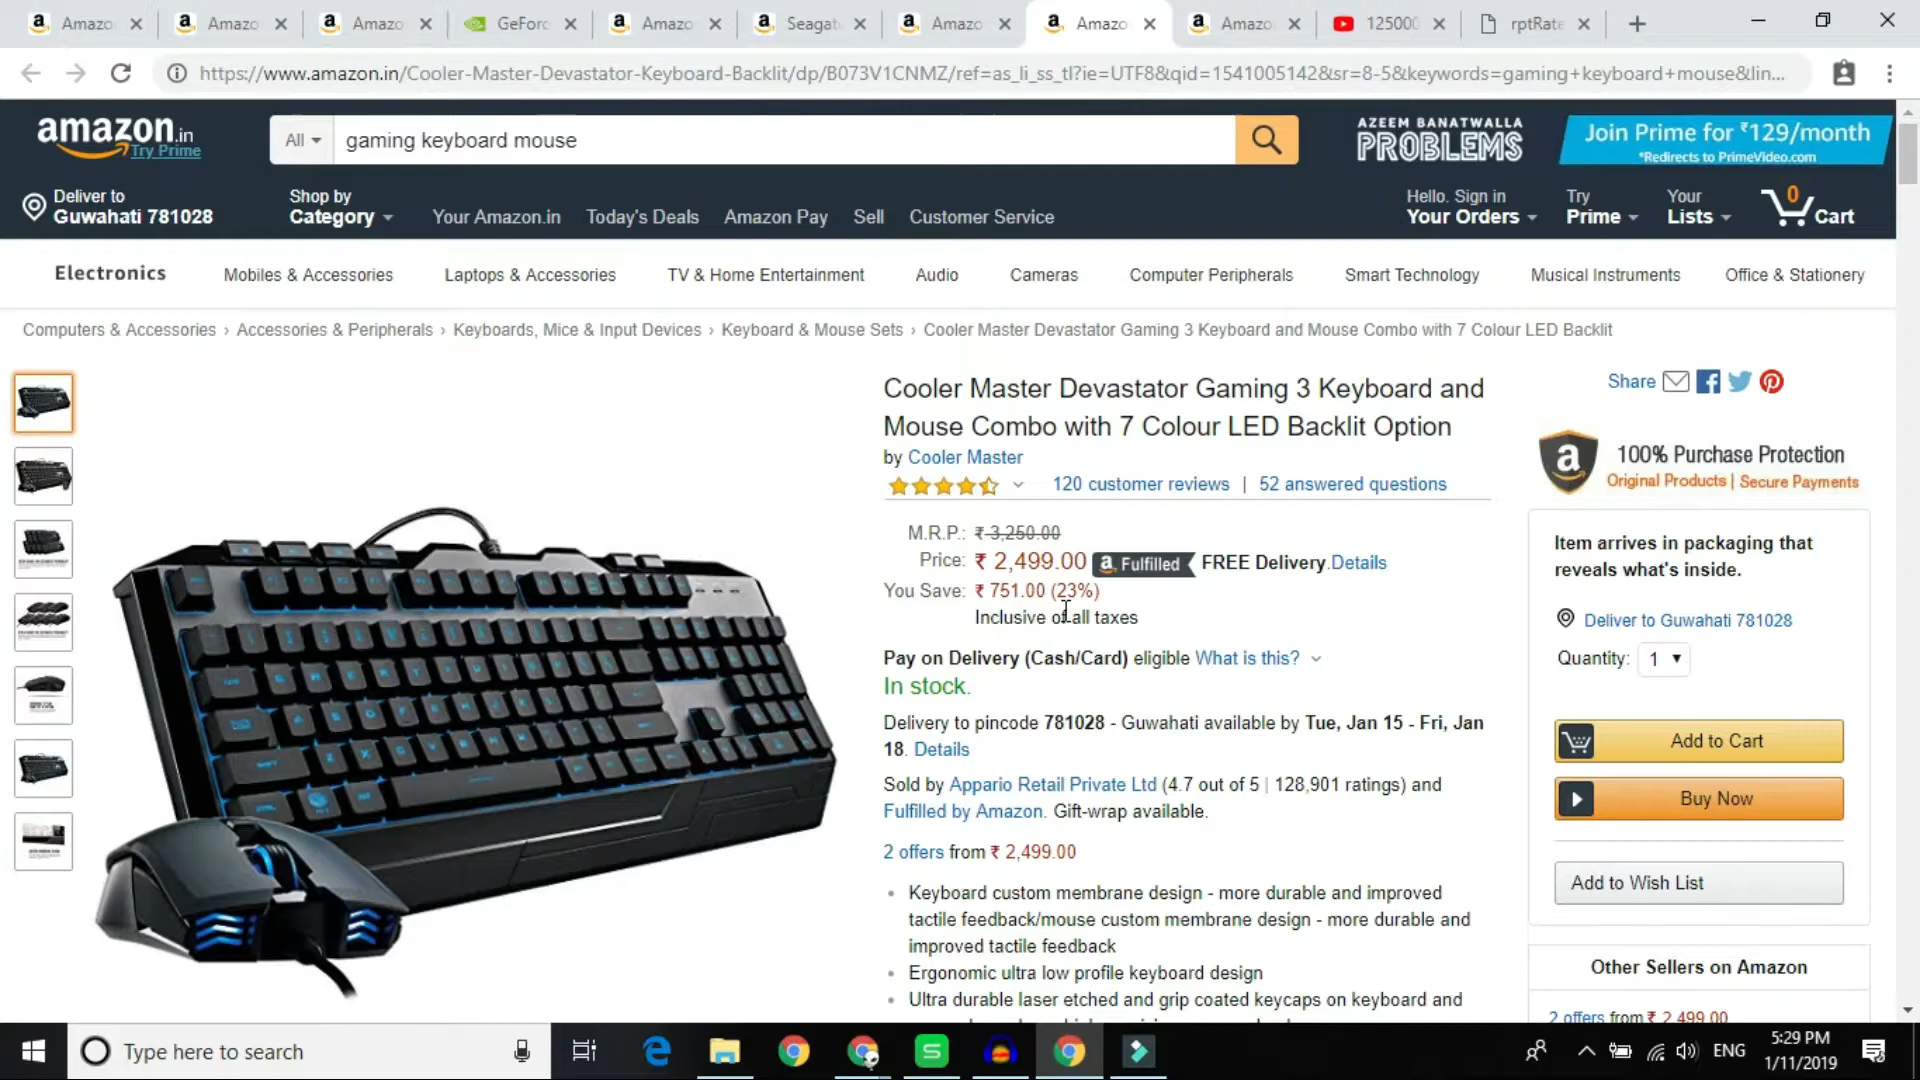 Amazo
Amazo
Amazo
GeForc
Amazo
Seagat
Amazo
Amazo
Amazo
125000
rptRate
https://www.amazon.in/Cooler-Master-Devastator-Keyboard-Backlit/dp/B073V1CNMZ/ref=as_li_ss_tl?ie=UTF8&qid=1541005142&sr=8-5&keywords=gaming+keyboard+mouse&lin...
amazon.in
Try Prime
All
gaming keyboard mouse
AZEEM BANATWALLA
PROBLEMS
Join Prime for ₹129/month
*Redirects to PrimeVideo.com
Deliver to
Guwahati 781028
Shop by
Category
Your Amazon.in
Today's Deals
Amazon Pay
Sell
Customer Service
Hello. Sign in
Your Orders
Try
Prime
Your
Lists
0
Cart
Electronics
Mobiles & Accessories
Laptops & Accessories
TV & Home Entertainment
Audio
Cameras
Computer Peripherals
Smart Technology
Musical Instruments
Office & Stationery
Computers & Accessories › Accessories & Peripherals › Keyboards, Mice & Input Devices › Keyboard & Mouse Sets › Cooler Master Devastator Gaming 3 Keyboard and Mouse Combo with 7 Colour LED Backlit
Cooler Master Devastator Gaming 3 Keyboard and
Mouse Combo with 7 Colour LED Backlit Option
by Cooler Master
120 customer reviews | 52 answered questions
M.R.P.: ₹ 3,250.00
Price: ₹ 2,499.00 a Fulfilled FREE Delivery.Details
You Save: ₹ 751.00 (23%)
Inclusive of all taxes
Pay on Delivery (Cash/Card) eligible What is this?
In stock.
Delivery to pincode 781028 - Guwahati available by Tue, Jan 15 - Fri, Jan
18. Details
Sold by Appario Retail Private Ltd (4.7 out of 5 | 128,901 ratings) and
Fulfilled by Amazon. Gift-wrap available.
2 offers from ₹ 2,499.00
• Keyboard custom membrane design - more durable and improved
tactile feedback/mouse custom membrane design - more durable and
improved tactile feedback
• Ergonomic ultra low profile keyboard design
• Ultra durable laser etched and grip coated keycaps on keyboard and
Share
100% Purchase Protection
Original Products | Secure Payments
Item arrives in packaging that
reveals what's inside.
Deliver to Guwahati 781028
Quantity: 1
Add to Cart
Buy Now
Add to Wish List
Other Sellers on Amazon
2 offers from ₹ 2,499.00
Type here to search
ENG
5:29 PM
1/11/2019